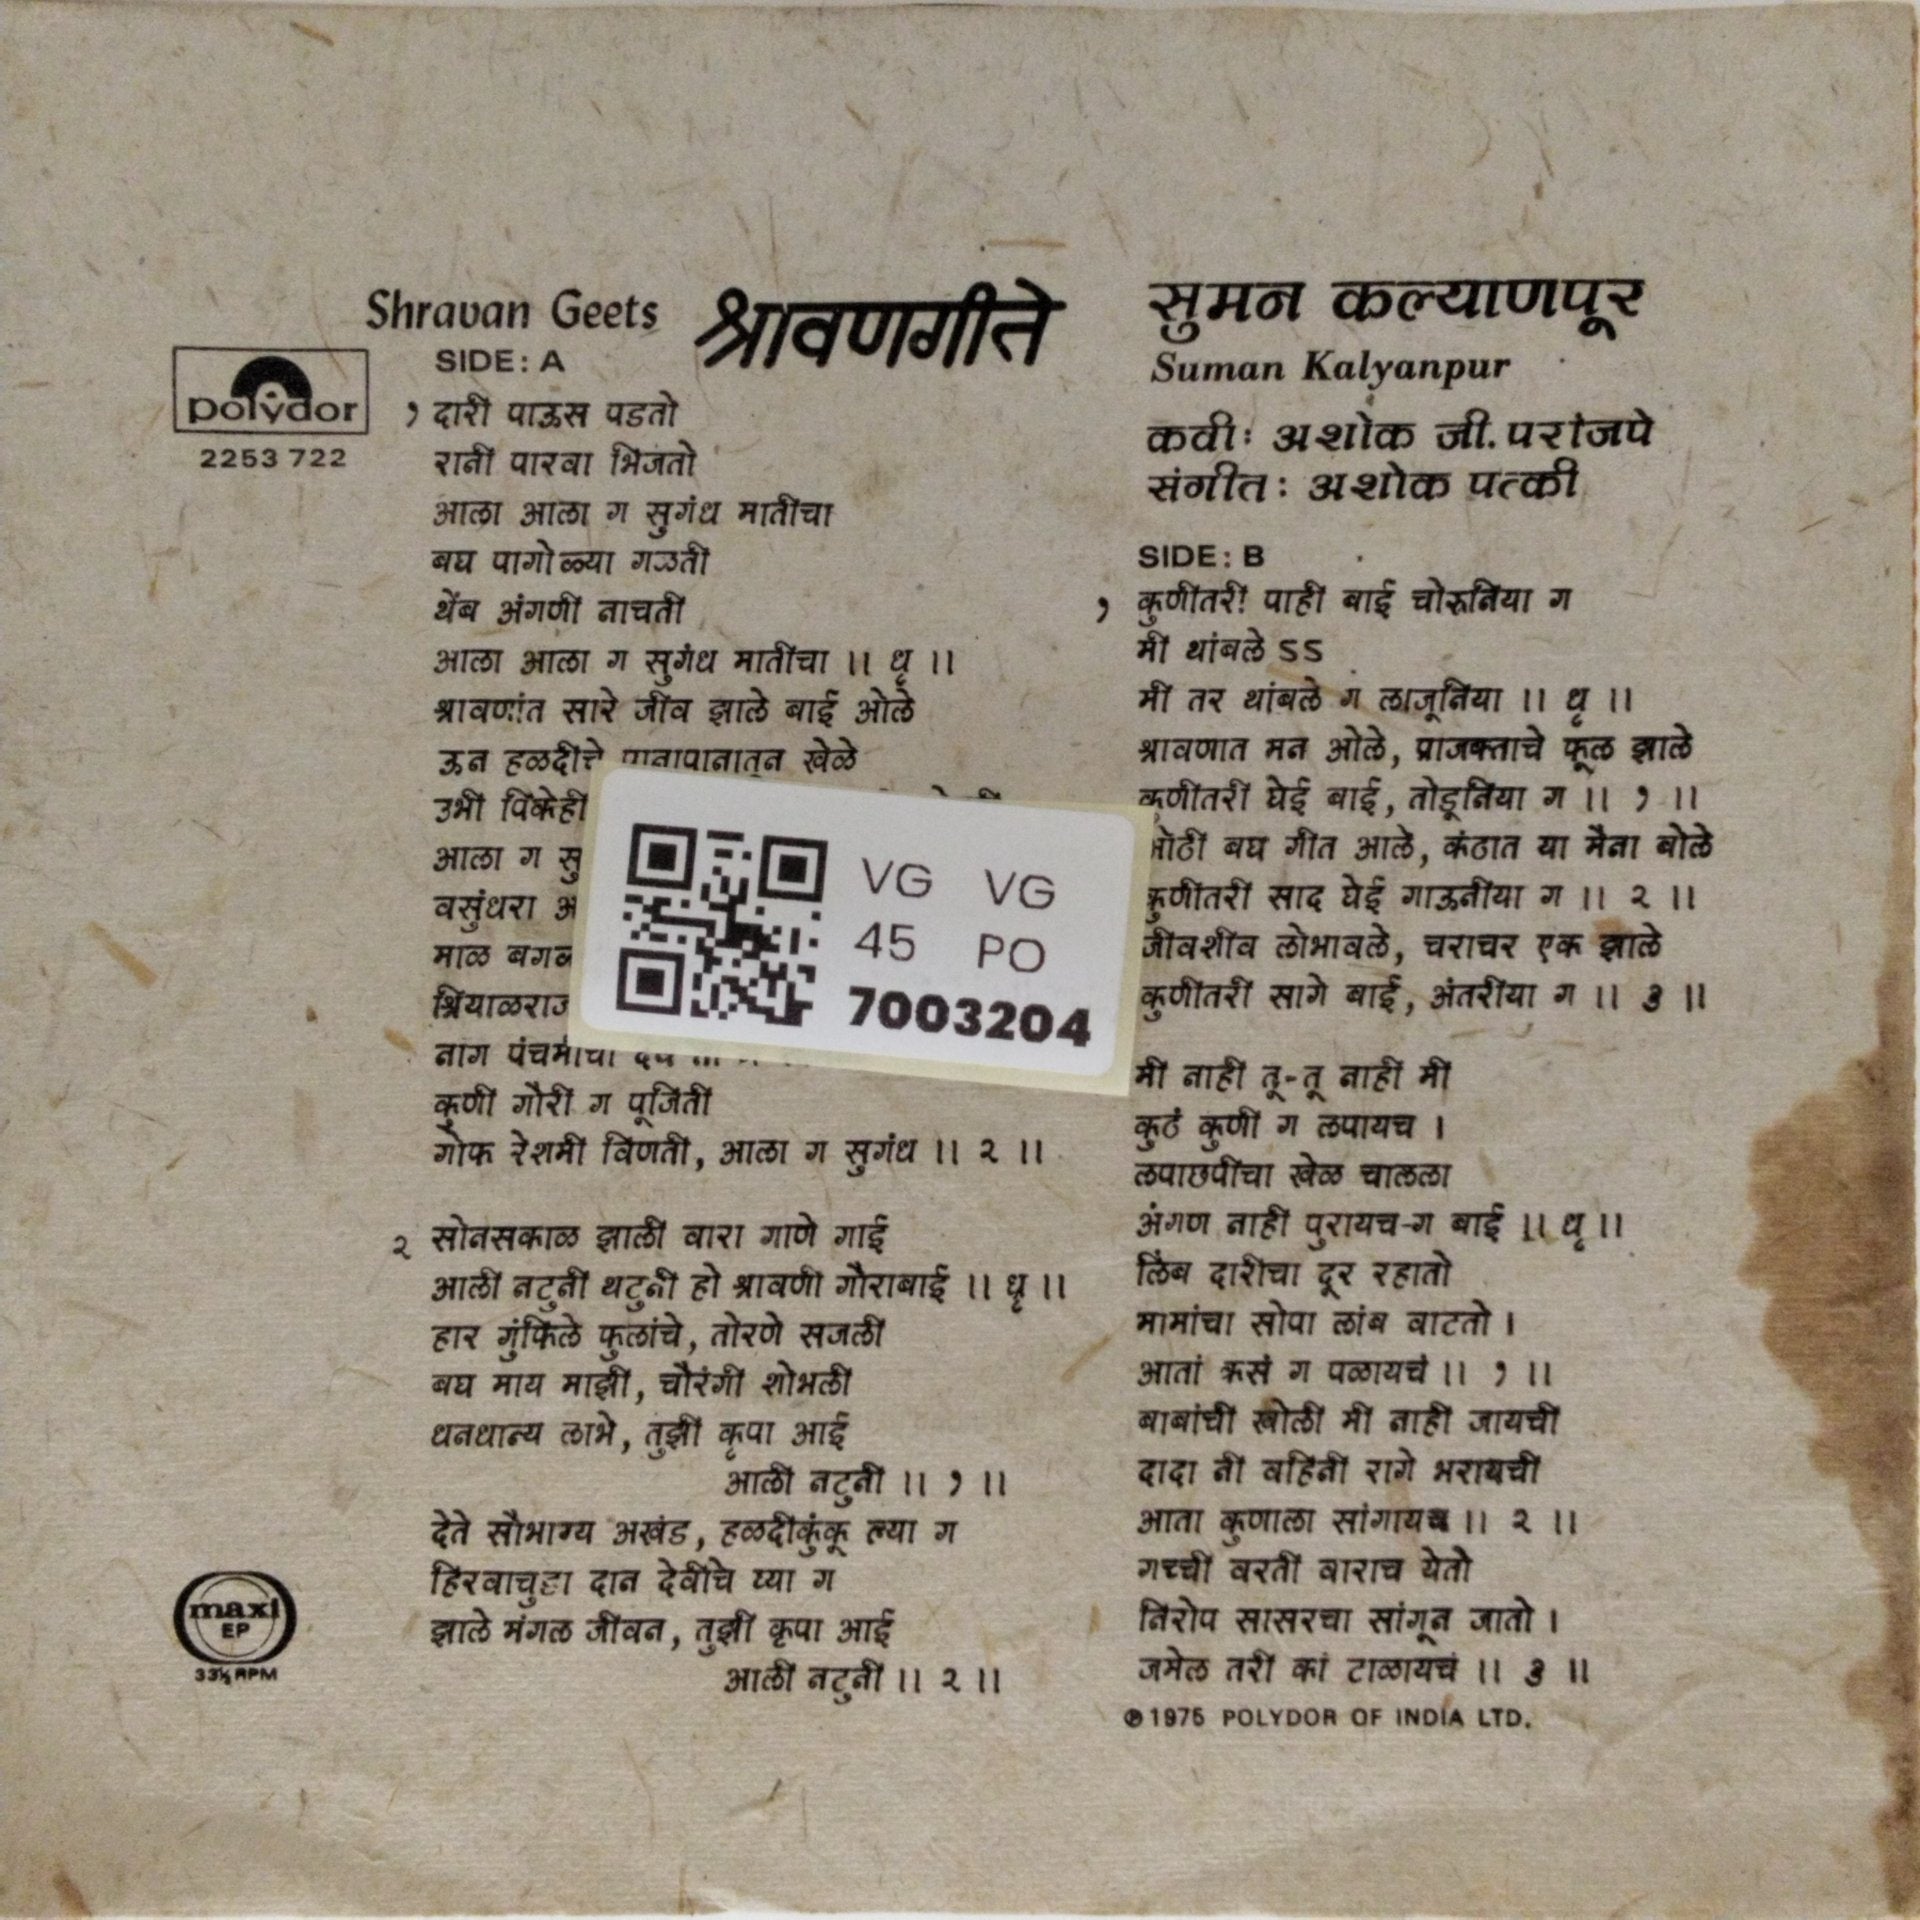 Shravan Geets श्रावणगीते
polydor
2253 722
SIDE: A
१ दारी पाऊस पडतो
रानी पारवा भिजतो
आला आला ग सुगंध मातीचा
बघ पागोळ्या गळती
थेंब अंगणी नाचती
आला आला ग सुगंध मातीचा ॥ धृ ॥
श्रावणांत सारे जीव झाले बाई ओले
ऊन हळदीचे पानापानातून खेळे
उभी पिकेही
आला ग
वसुंधरा
माळ
नाग पंचमीचा
कुणी गौरी ग पूजिती
गोफ रेशमी विणती, आला ग सुगंध ॥ २ ॥
२ सोनसकाळ झाली वारा गाणे गाई
आली नटुनी थटुनी हो श्रावणी गौराबाई ॥ धृ ॥
हार गुंफिले फुलांचे, तोरणे सजली
बघ माय माझी, चौरंगी शोभली
धनधान्य लाभे, तुझी कृपा आई
आली नटुनी ॥ १ ॥
देते सौभाग्य अखंड, हळदीकुंकू ल्या ग
हिरवाचुडा दान देवीचे घ्या ग
झाले मंगल जीवन, तुझी कृपा आई
आली नटुनी ॥ २ ॥
maxi
EP
33⅓ RPM
सुमन कल्याणपूर
Suman Kalyanpur
कवी: अशोक जी. परांजपे
संगीत: अशोक पत्की
SIDE: B
१ कुणीतरी! पाही बाई चोरूनिया ग
मी थांबले ऽऽ
मी तर थांबले ग लाजूनिया ॥ धृ ॥
श्रावणात मन ओले, प्राजक्ताचे फूल झाले
कुणीतरी घेई बाई, तोडूनिया ग ॥ १ ॥
ओठी बघ गीत आले, कंठात या मैना बोले
कुणीतरी साद घेई गाऊनीया ग ॥ २ ॥
जीवशीव लोभावले, चराचर एक झाले
कुणीतरी सागे बाई, अंतरीया ग ॥ ३ ॥
मी नाही तू-तू नाही मी
कुठं कुणी ग लपायच ।
लपाछपीचा खेळ चालला
अंगण नाही पुरायच-ग बाई ॥ धृ ॥
लिंब दारीचा दूर रहातो
मामांचा सोपा लांब वाटतो ।
आतां कसं ग पळायचं ॥ १ ॥
बाबांची खोली मी नाही जायची
दादा नी वहिनी रागे भरायची
आता कुणाला सांगायच ॥ २ ॥
गच्ची वरती वाराच येतो
निरोप सासरचा सांगून जातो ।
जमेल तरी कां टाळायचं ॥ ३ ॥
℗ 1975 POLYDOR OF INDIA LTD.
VG VG
45 PO
7003204